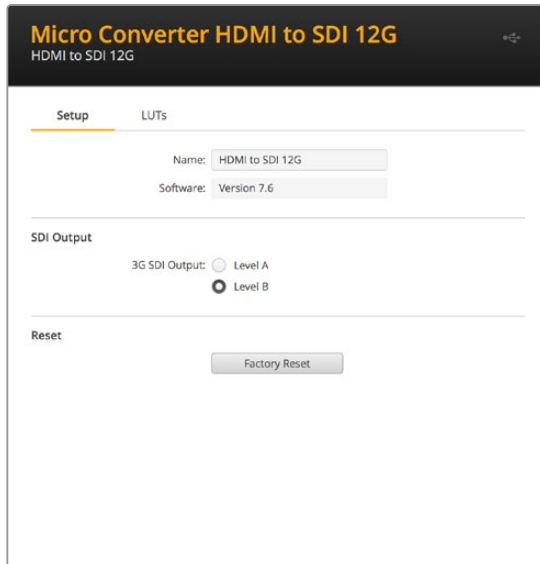 Micro Converter HDMI to SDI 12G
HDMI to SDI 12G
Setup LUTs
Name: HDMI to SDI 12G
Software: Version 7.6
SDI Output
3G SDI Output: Level A
Level B
Reset
Factory Reset